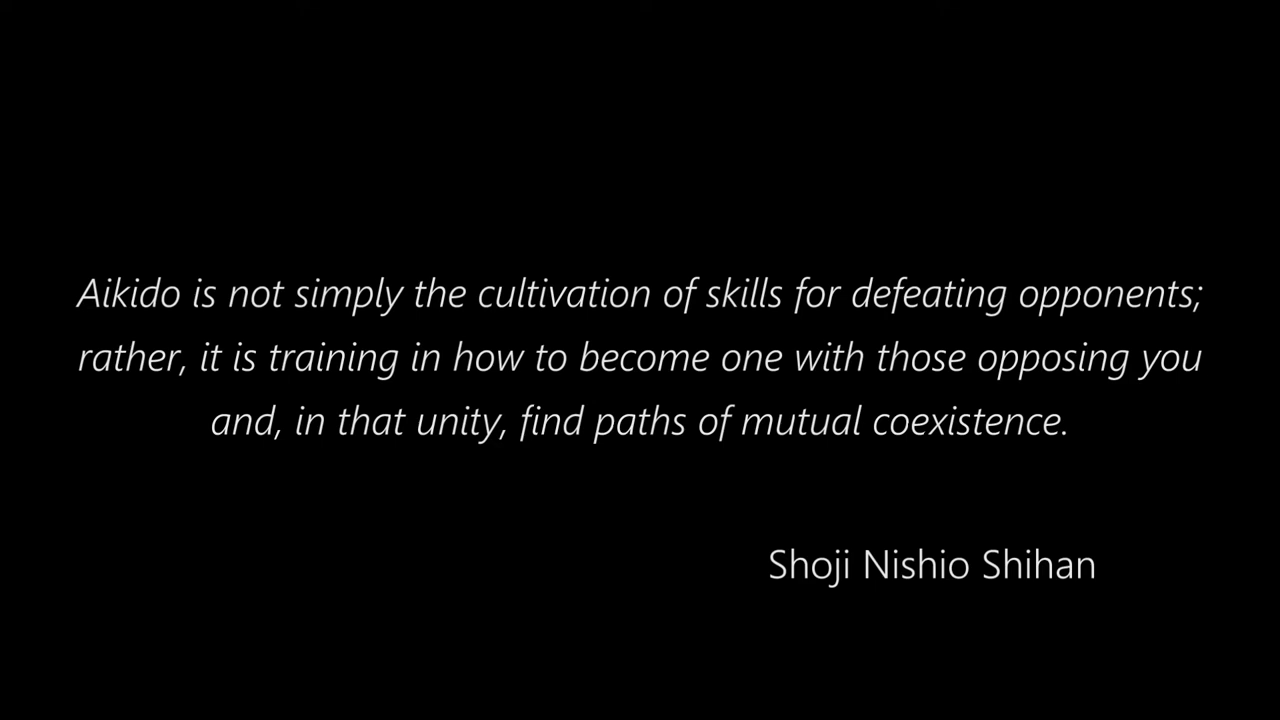 Aikido is not simply the cultivation of skills for defeating opponents;
rather, it is training in how to become one with those opposing you
and, in that unity, find paths of mutual coexistence.
Shoji Nishio Shihan